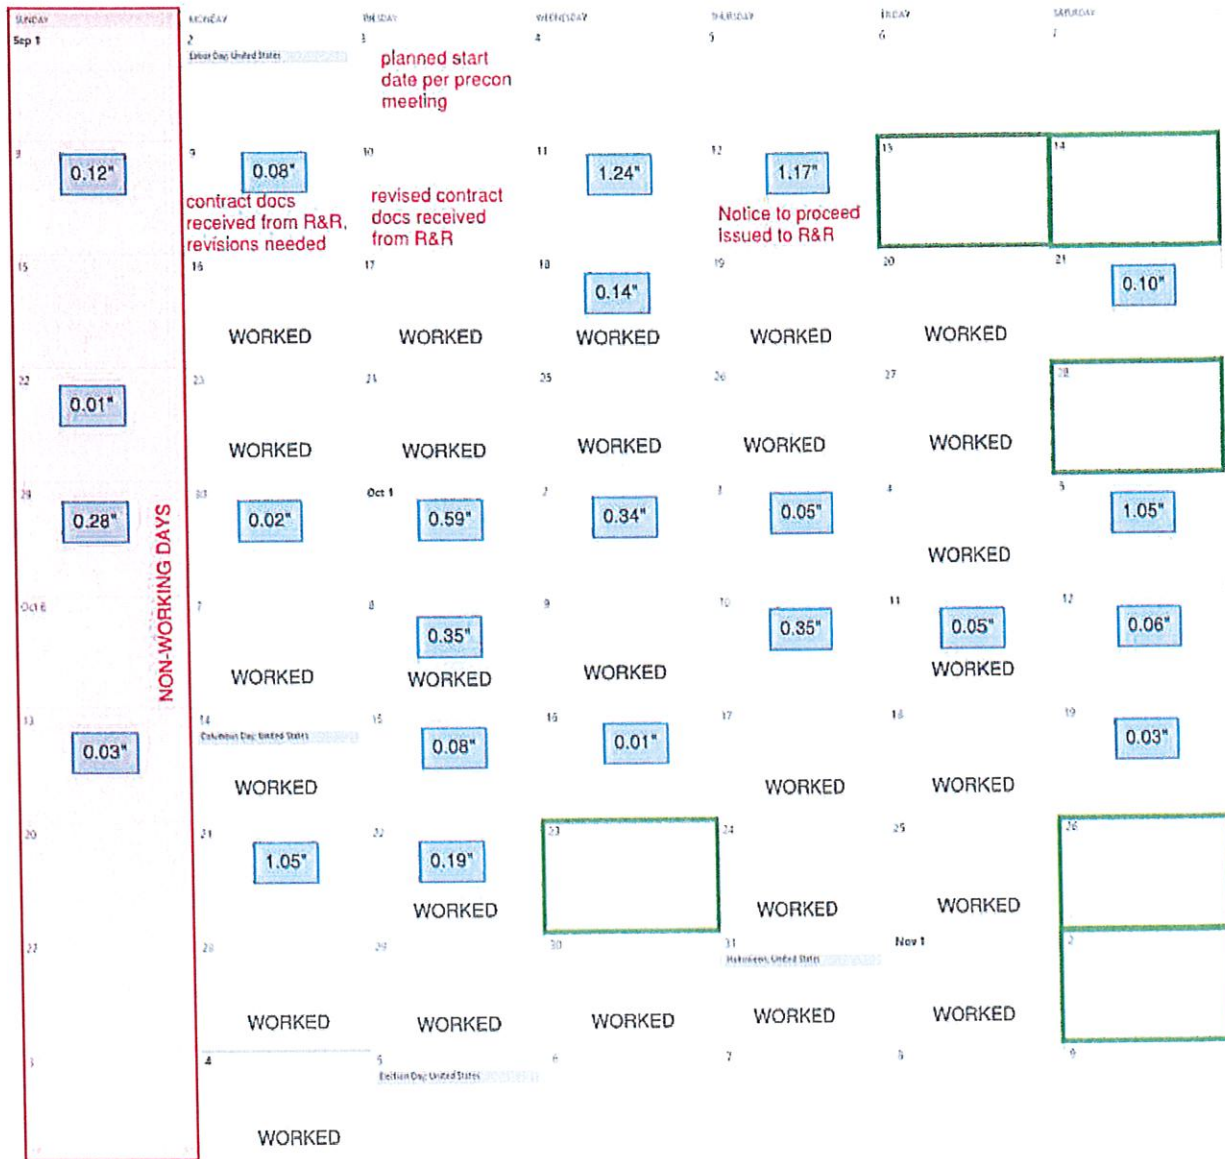 SUNDAY MONDAY TUESDAY WEDNESDAY THURSDAY FRIDAY SATURDAY
Sep 1 2 3 4 5 6 7
Labor Day, United States
planned start
date per precon
meeting
8 9 10 11 12 13 14
0.12" 0.08" 1.24" 1.17"
contract docs
received from R&R,
revisions needed
revised contract
docs received
from R&R
Notice to proceed
issued to R&R
15 16 17 18 19 20 21
0.14" 0.10"
WORKED WORKED WORKED WORKED WORKED
22 23 24 25 26 27 28
0.01"
WORKED WORKED WORKED WORKED WORKED
29 30 Oct 1 2 3 4 5
0.28" 0.02" 0.59" 0.34" 0.05" 1.05"
WORKED
NON-WORKING DAYS
Oct 6 7 8 9 10 11 12
0.35" 0.35" 0.05" 0.06"
WORKED WORKED WORKED WORKED
13 14 15 16 17 18 19
Columbus Day, United States
0.03" 0.08" 0.01" 0.03"
WORKED WORKED WORKED
20 21 22 23 24 25 26
1.05" 0.19"
WORKED WORKED WORKED
27 28 29 30 31 Nov 1 2
Halloween, United States
WORKED WORKED WORKED WORKED WORKED
3 4 5 6 7 8 9
Election Day, United States
WORKED